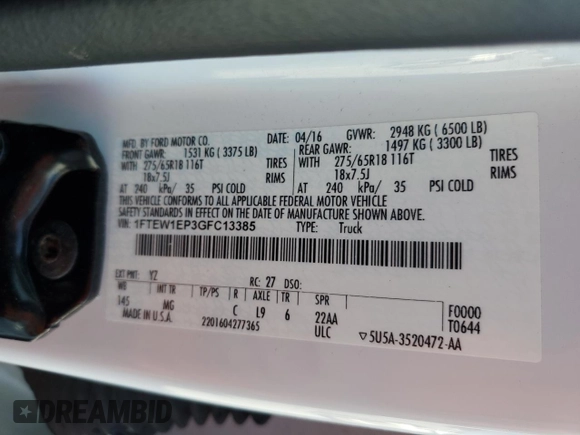 MFD. BY FORD MOTOR CO. DATE: 04/16 GVWR: 2948 KG ( 6500 LB)
FRONT GAWR: 1531 KG ( 3375 LB) REAR GAWR: 1497 KG ( 3300 LB)
WITH 275/65R18 116T TIRES WITH 275/65R18 116T TIRES
18x7.5J RIMS 18x7.5J RIMS
AT 240 kPa/ 35 PSI COLD AT 240 kPa/ 35 PSI COLD
THIS VEHICLE CONFORMS TO ALL APPLICABLE FEDERAL MOTOR VEHICLE
SAFETY STANDARDS IN EFFECT ON THE DATE OF MANUFACTURE SHOWN ABOVE.
VIN: 1FTEW1EP3GFC13385 TYPE: Truck
EXT PNT: YZ RC: 27 DSO:
WB INT TR TP/PS R AXLE TR SPR
145 MG C L9 6 22AA F0000
MADE IN U.S.A. 2201604277365 ULC T0644
▽5U5A-3520472-AA
DREAMBID